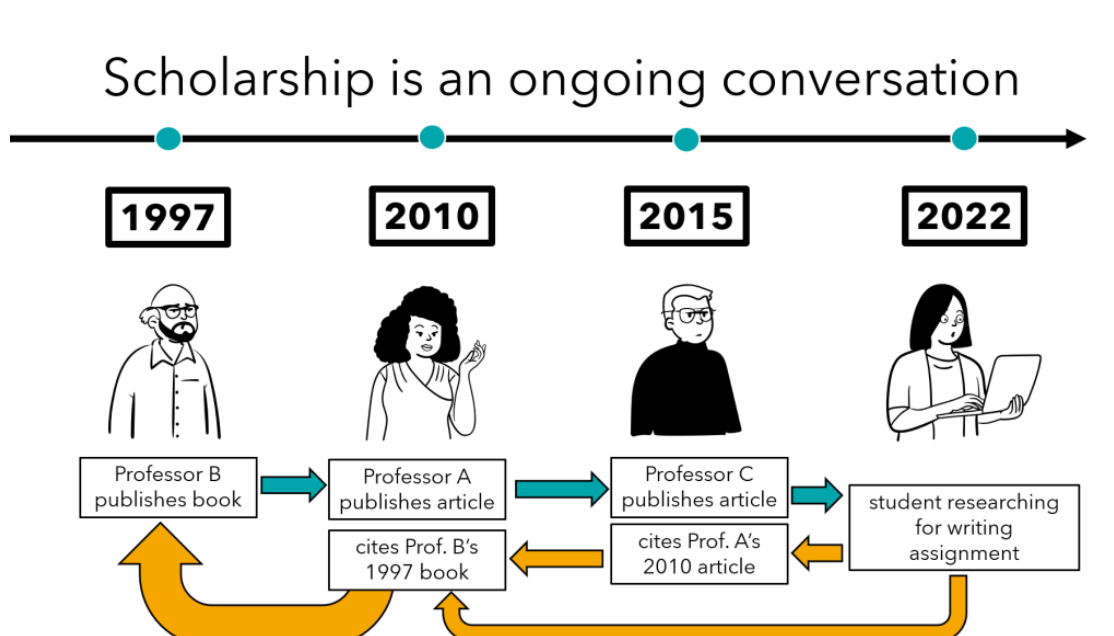 Scholarship is an ongoing conversation
1997
2010
2015
2022
Professor B
publishes book
Professor A
publishes article
cites Prof. B's
1997 book
Professor C
publishes article
cites Prof. A's
2010 article
student researching
for writing
assignment